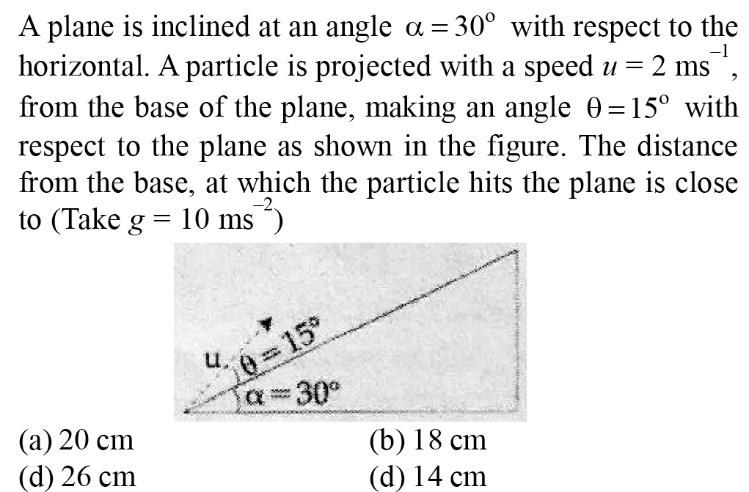 A plane is inclined at an angle α = 30° with respect to the
horizontal. A particle is projected with a speed u = 2 ms⁻¹,
from the base of the plane, making an angle θ = 15° with
respect to the plane as shown in the figure. The distance
from the base, at which the particle hits the plane is close
to (Take g = 10 ms⁻²)
u
θ = 15°
α = 30°
(a) 20 cm (b) 18 cm
(d) 26 cm (d) 14 cm